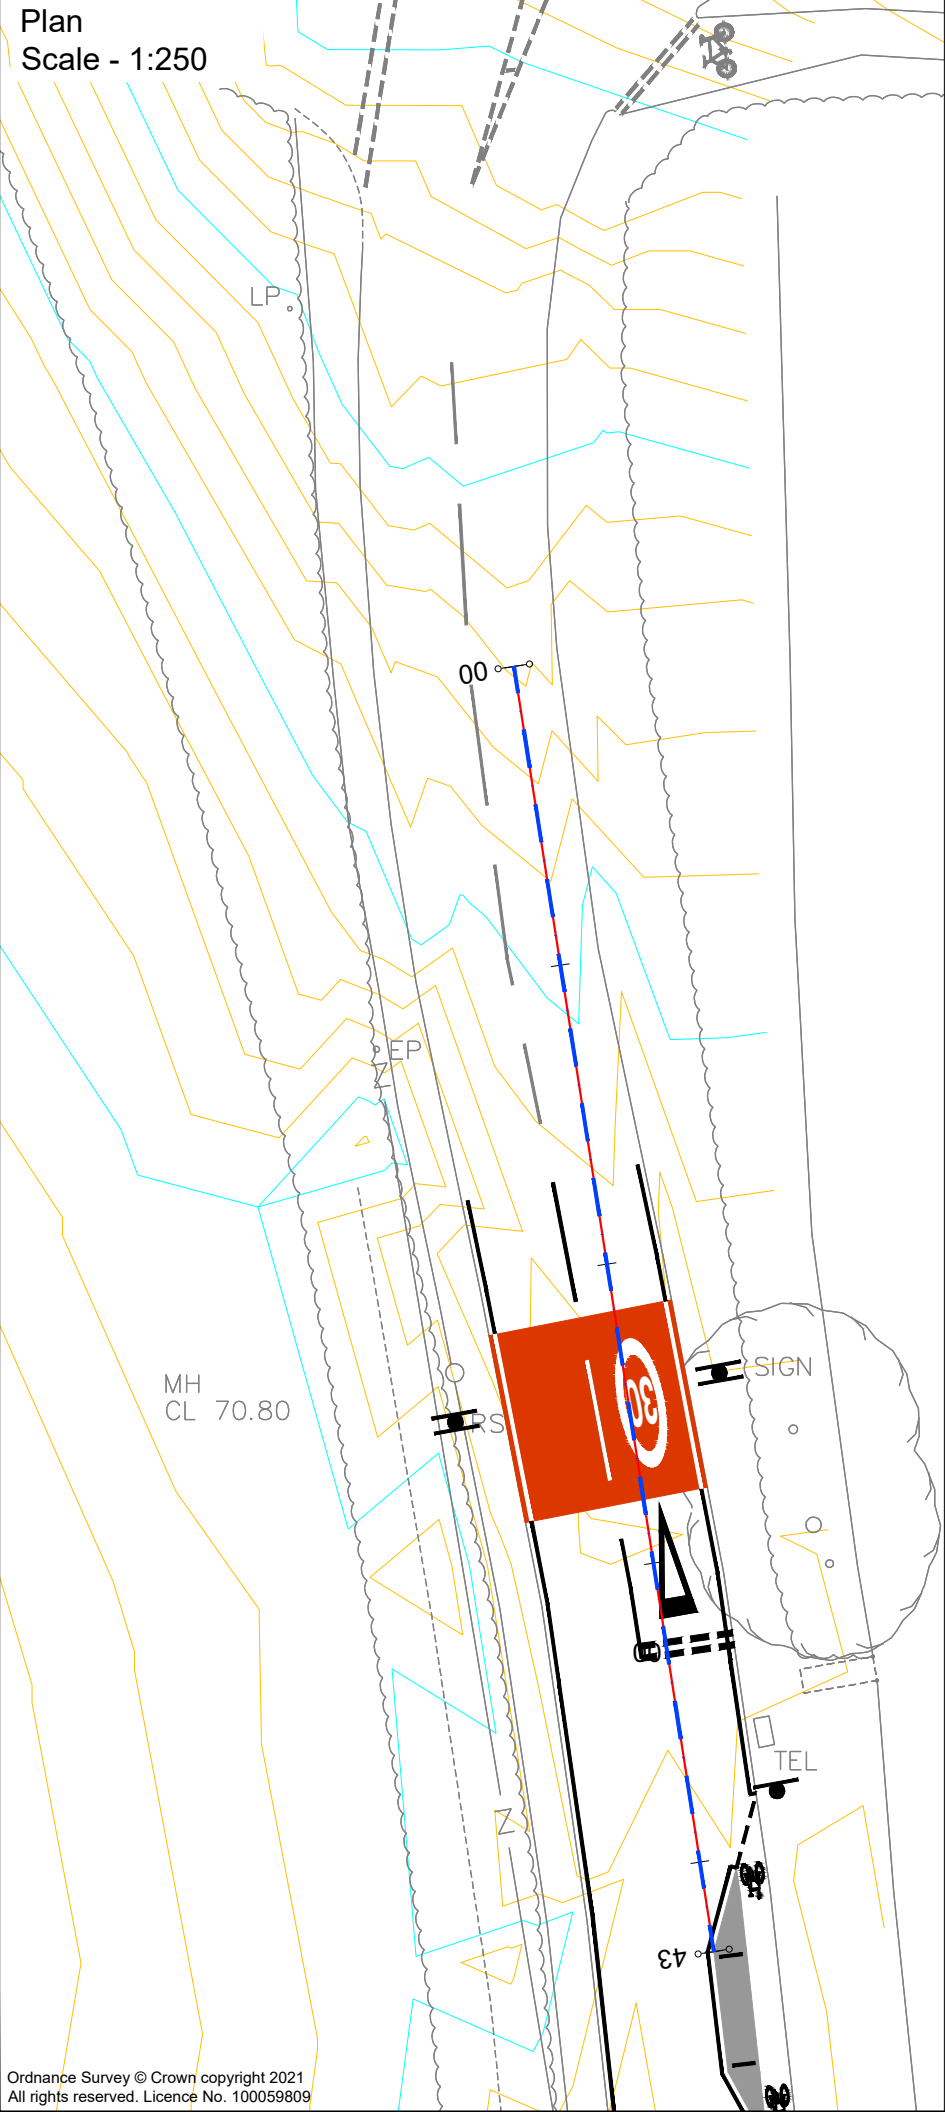 Plan
Scale - 1:250
LP
00
EP
Z
SIGN
MH
CL 70.80
RS
30
TEL
Z
43
Ordnance Survey © Crown copyright 2021
All rights reserved. Licence No. 100059809